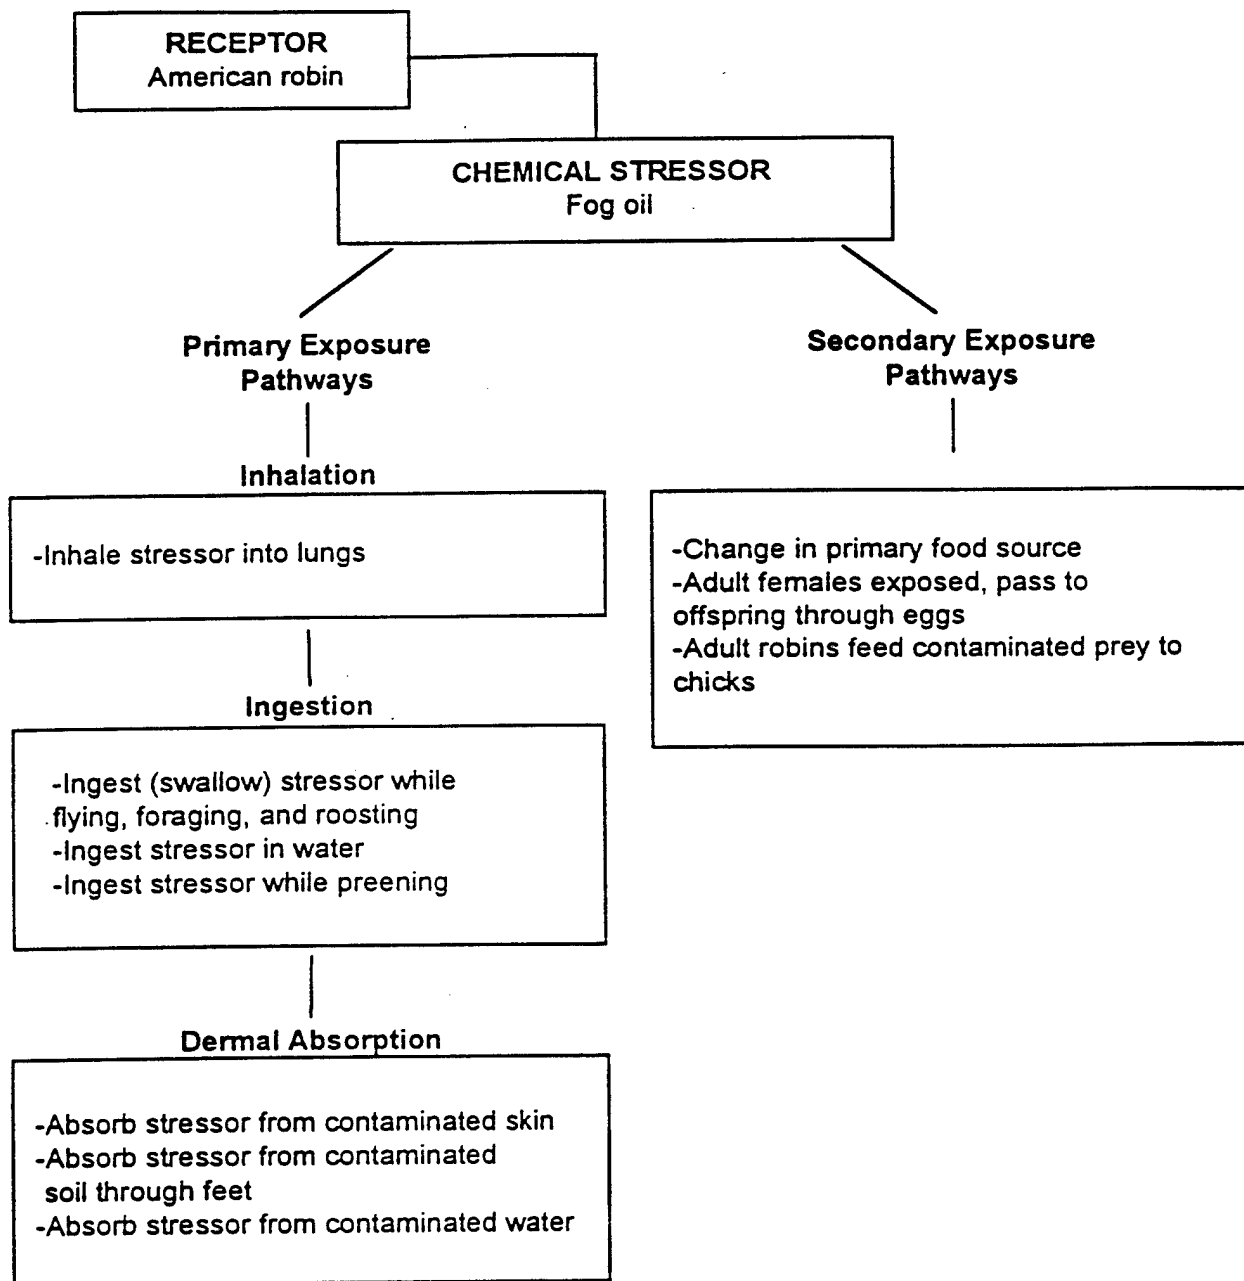 RECEPTOR
American robin
CHEMICAL STRESSOR
Fog oil
Primary Exposure
Pathways
Inhalation
-Inhale stressor into lungs
Ingestion
-Ingest (swallow) stressor while
flying, foraging, and roosting
-Ingest stressor in water
-Ingest stressor while preening
Dermal Absorption
-Absorb stressor from contaminated skin
-Absorb stressor from contaminated
soil through feet
-Absorb stressor from contaminated water
Secondary Exposure
Pathways
-Change in primary food source
-Adult females exposed, pass to
offspring through eggs
-Adult robins feed contaminated prey to
chicks